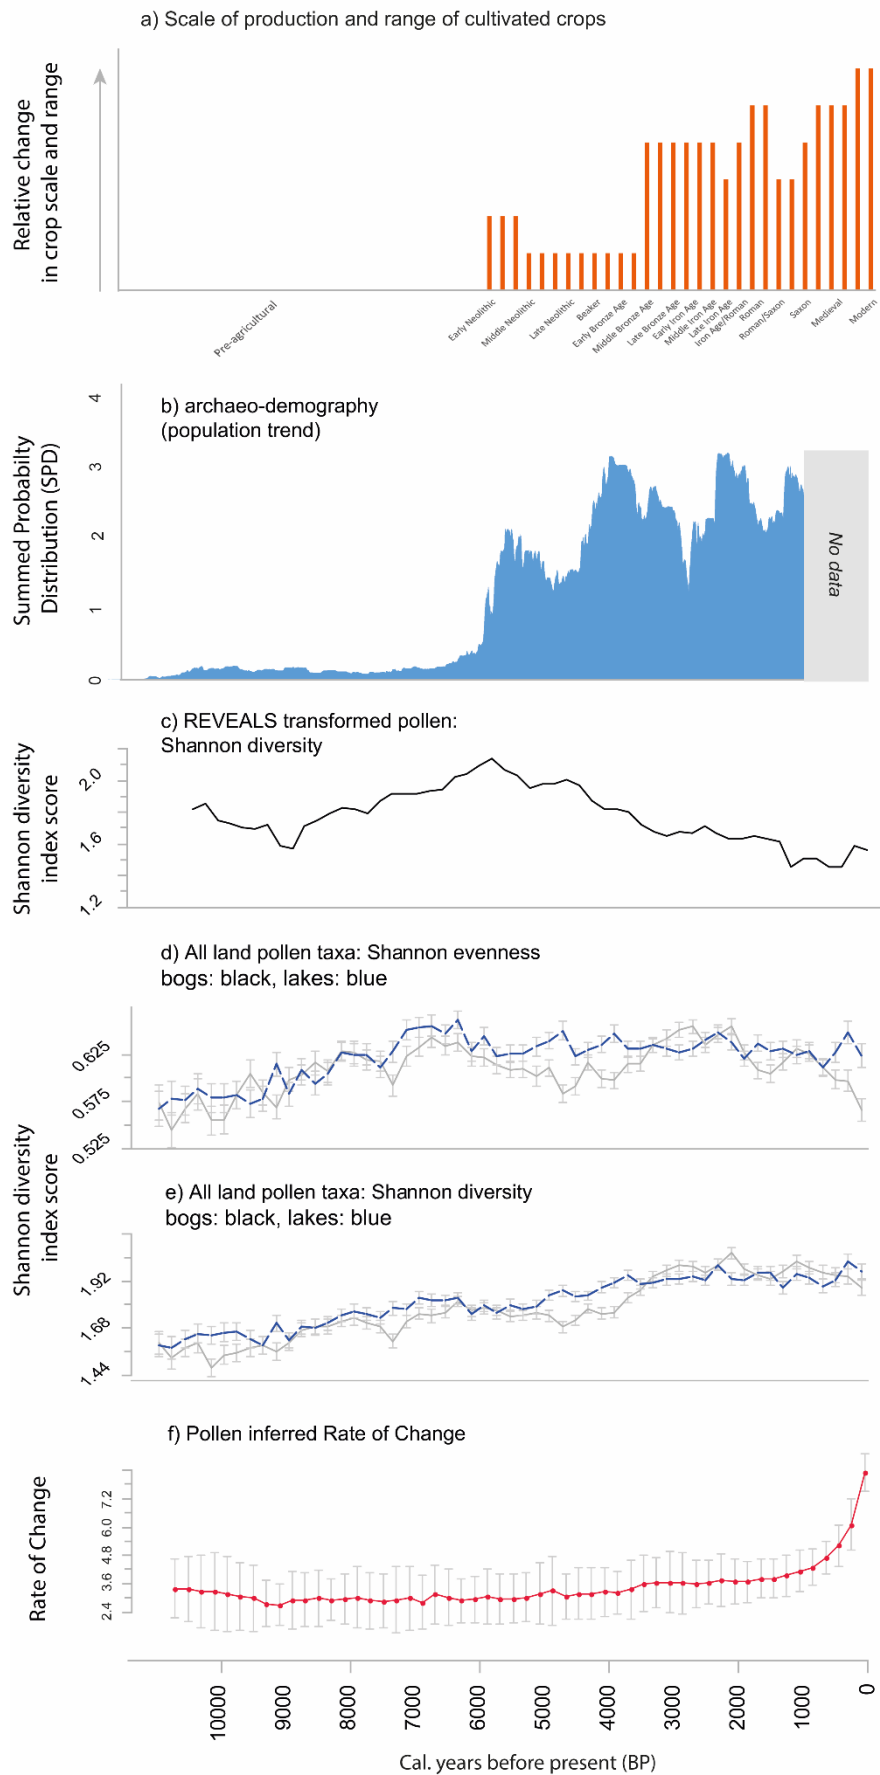 a) Scale of production and range of cultivated crops
Relative change
in crop scale and range
Pre-agricultural
Early Neolithic
Middle Neolithic
Late Neolithic
Beaker
Early Bronze Age
Middle Bronze Age
Late Bronze Age
Early Iron Age
Middle Iron Age
Late Iron Age
Iron Age/Roman
Roman
Roman/Saxon
Saxon
Medieval
Modern
b) archaeo-demography
(population trend)
Summed Probabilty
Distribution (SPD)
4
3
2
1
0
No data
c) REVEALS transformed pollen:
Shannon diversity
Shannon diversity
index score
2.0
1.6
1.2
d) All land pollen taxa: Shannon evenness
bogs: black, lakes: blue
0.625
0.575
0.525
Shannon diversity
index score
e) All land pollen taxa: Shannon diversity
bogs: black, lakes: blue
1.92
1.68
1.44
f) Pollen inferred Rate of Change
Rate of Change
7.2
6.0
4.8
3.6
2.4
10000
9000
8000
7000
6000
5000
4000
3000
2000
1000
0
Cal. years before present (BP)